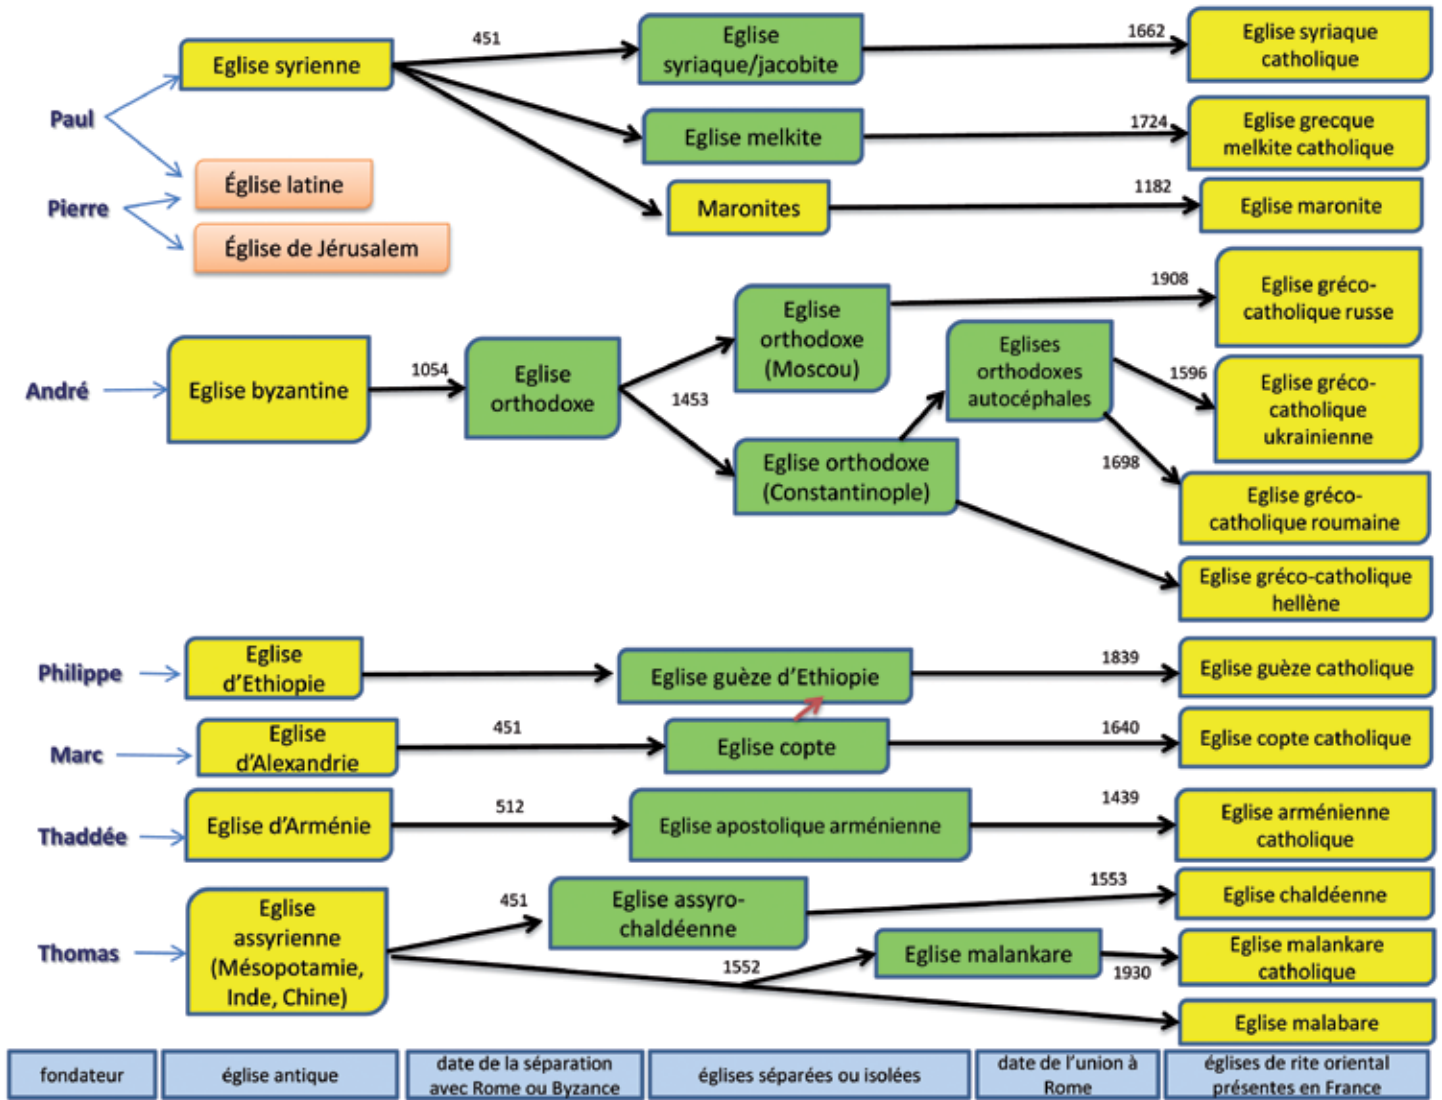 Paul
Eglise syrienne
451
Eglise
syriaque/jacobite
1662
Eglise syriaque
catholique
Eglise melkite
1724
Eglise grecque
melkite catholique
Maronites
1182
Eglise maronite
Pierre
Église latine
Église de Jérusalem
André
Eglise byzantine
1054
Eglise
orthodoxe
1453
Eglise
orthodoxe
(Moscou)
1908
Eglise gréco-
catholique russe
Eglise orthodoxe
(Constantinople)
Eglises
orthodoxes
autocéphales
1596
Eglise gréco-
catholique
ukrainienne
1698
Eglise gréco-
catholique roumaine
Eglise gréco-catholique
hellène
Philippe
Eglise
d'Ethiopie
Eglise guèze d'Ethiopie
1839
Eglise guèze catholique
Marc
Eglise
d'Alexandrie
451
Eglise copte
1640
Eglise copte catholique
Thaddée
Eglise d'Arménie
512
Eglise apostolique arménienne
1439
Eglise arménienne
catholique
Thomas
Eglise
assyrienne
(Mésopotamie,
Inde, Chine)
451
Eglise assyro-
chaldéenne
1553
Eglise chaldéenne
1552
Eglise malankare
1930
Eglise malankare
catholique
Eglise malabare
fondateur
église antique
date de la séparation
avec Rome ou Byzance
églises séparées ou isolées
date de l'union à
Rome
églises de rite oriental
présentes en France